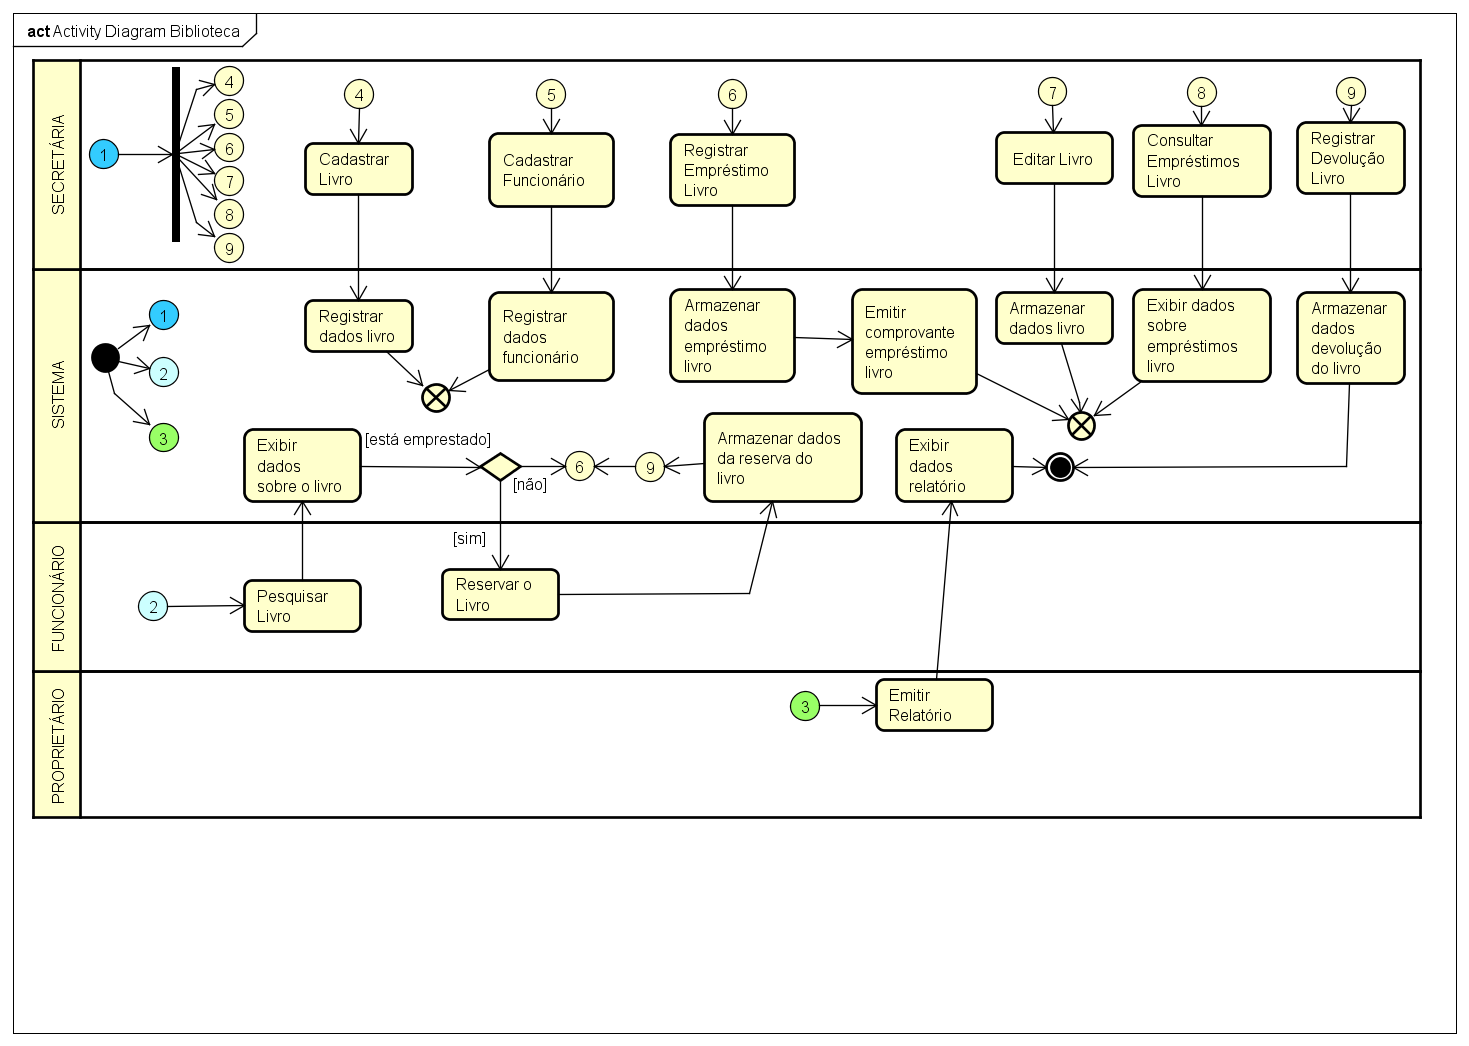 act Activity Diagram Biblioteca
SECRETÁRIA
1
4
5
6
7
8
9
4
5
6
7
8
9
Cadastrar
Livro
Cadastrar
Funcionário
Registrar
Empréstimo
Livro
Editar Livro
Consultar
Empréstimos
Livro
Registrar
Devolução
Livro
SISTEMA
1
2
3
Registrar
dados livro
Registrar
dados
funcionário
Armazenar
dados
empréstimo
livro
Emitir
comprovante
empréstimo
livro
Armazenar
dados livro
Exibir dados
sobre
empréstimos
livro
Armazenar
dados
devolução
do livro
Exibir
dados
sobre o livro
[está emprestado]
[não]
6
9
Armazenar dados
da reserva do
livro
Exibir
dados
relatório
FUNCIONÁRIO
[sim]
2
Pesquisar
Livro
Reservar o
Livro
PROPRIETÁRIO
3
Emitir
Relatório